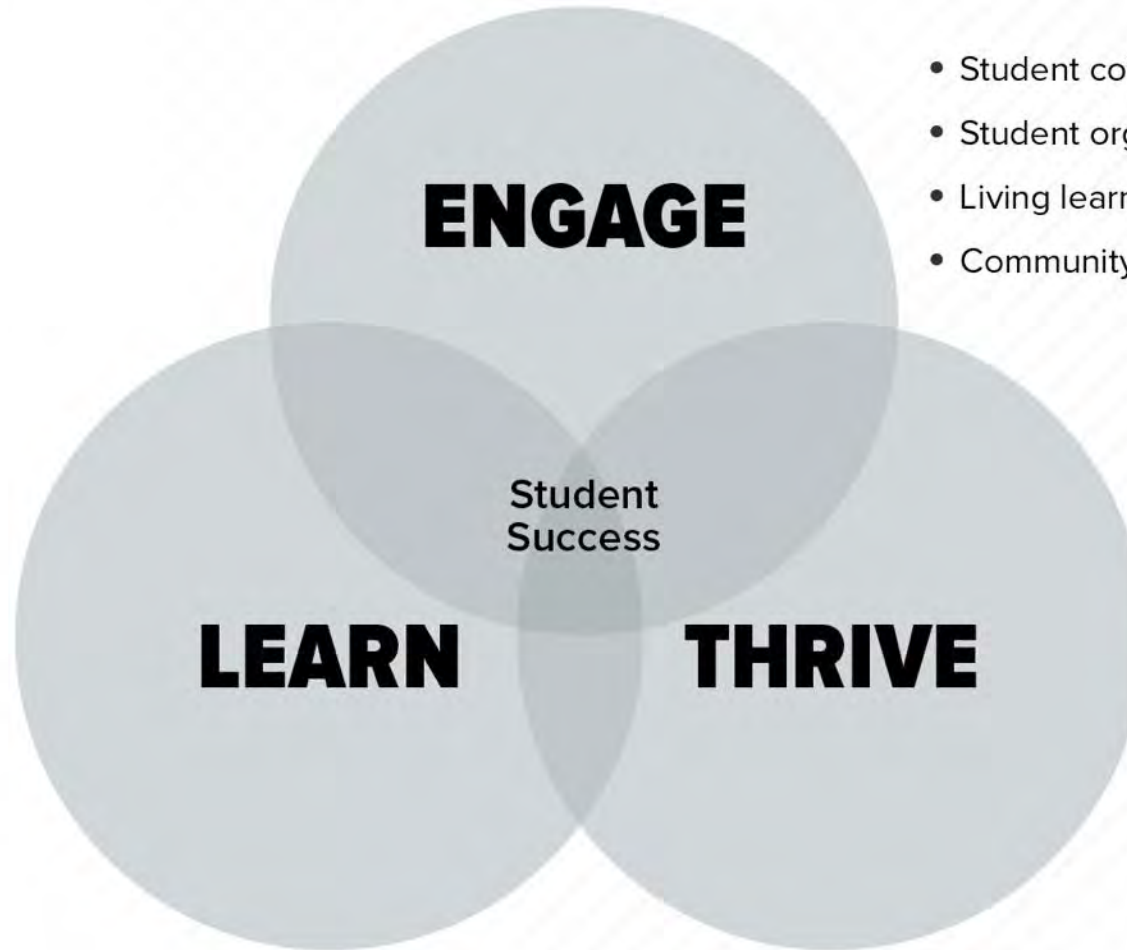 ENGAGE
• Student
• Student
• Living
• Community
Student
Success
LEARN
THRIVE